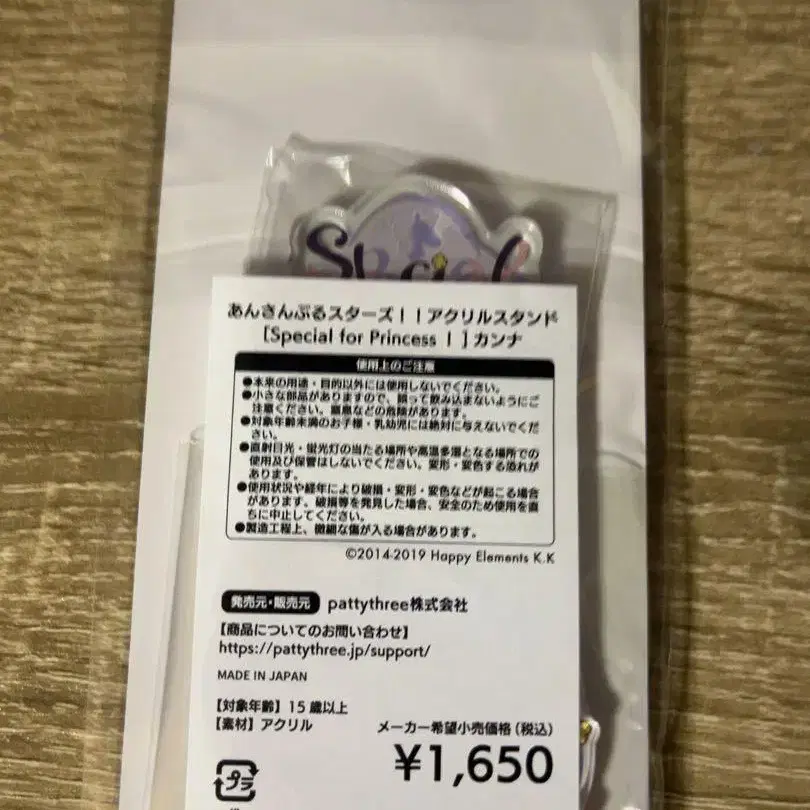 Special
あんさんぶるスターズ！！アクリルスタンド
［Special for Princess！］カンナ
使用上のご注意
●本来の用途・目的以外には使用しないでください。
●小さな部品がありますので、誤って飲み込まないようにご
注意ください。窒息などの危険があります。
●対象年齢未満のお子様・乳幼児には絶対に与えないでくだ
さい。
●直射日光・蛍光灯の当たる場所や高温多湿となる場所での
使用及び保管はしないでください。変形・変色する恐れが
あります。
●使用状況や経年により破損・変形・変色などが起こる場合
があります。破損等を発見した場合、安全のため使用を直
ちに中止してください。
●製造工程上、微細な傷が入る場合があります。
©2014-2019 Happy Elements K.K
発売元・販売元 pattythree株式会社
【商品についてのお問い合わせ】
https://pattythree.jp/support/
MADE IN JAPAN
【対象年齢】15歳以上
【素材】アクリル
メーカー希望小売価格（税込）
¥1,650
プラ